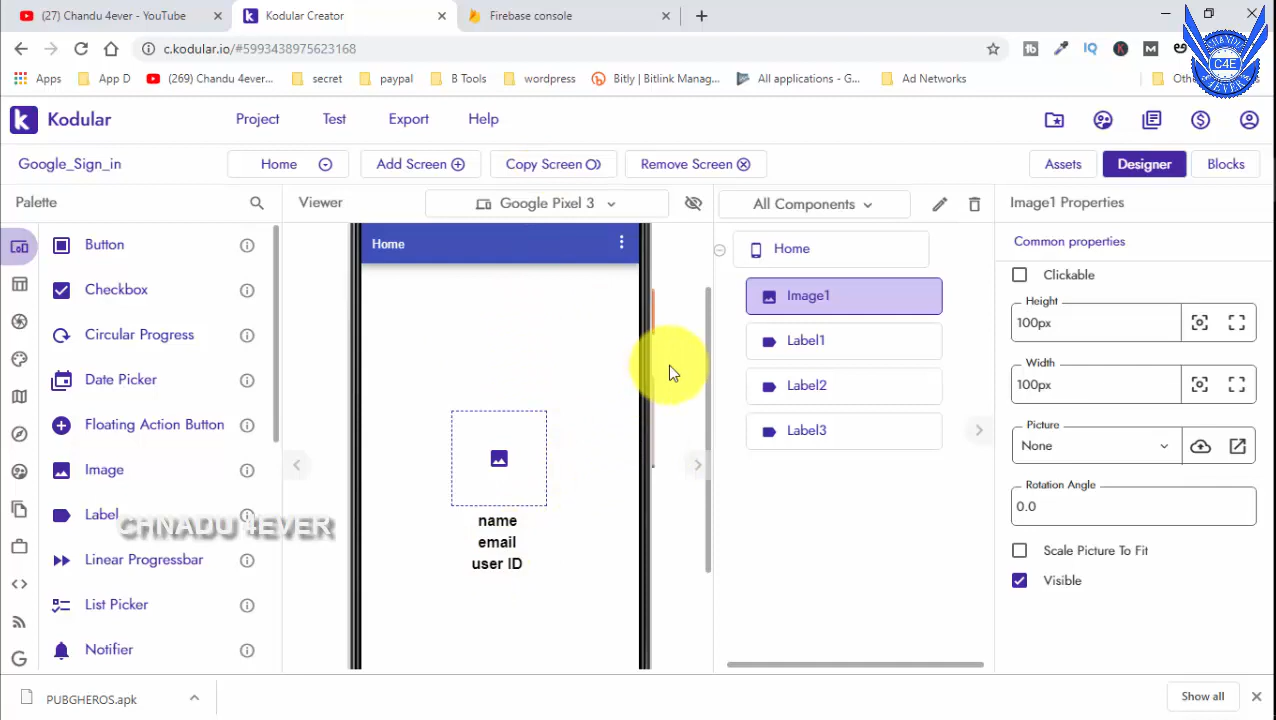 (27) Chandu 4ever - YouTube
Kodular Creator
Firebase console
c.kodular.io/#5993438975623168
Apps
App D
(269) Chandu 4ever...
secret
paypal
B Tools
wordpress
Bitly | Bitlink Manag...
All applications - G...
Ad Networks
CHANDU
C4E
4EVER
Kodular
Project
Test
Export
Help
Google_Sign_in
Home
Add Screen
Copy Screen
Remove Screen
Assets
Designer
Blocks
Palette
Viewer
Google Pixel 3
All Components
Image1 Properties
Button
Checkbox
Circular Progress
Date Picker
Floating Action Button
Image
Label
Linear Progressbar
List Picker
Notifier
CHNADU 4EVER
Home
name
email
user ID
Home
Image1
Label1
Label2
Label3
Common properties
Clickable
Height
100px
Width
100px
Picture
None
Rotation Angle
0.0
Scale Picture To Fit
Visible
PUBGHEROS.apk
Show all